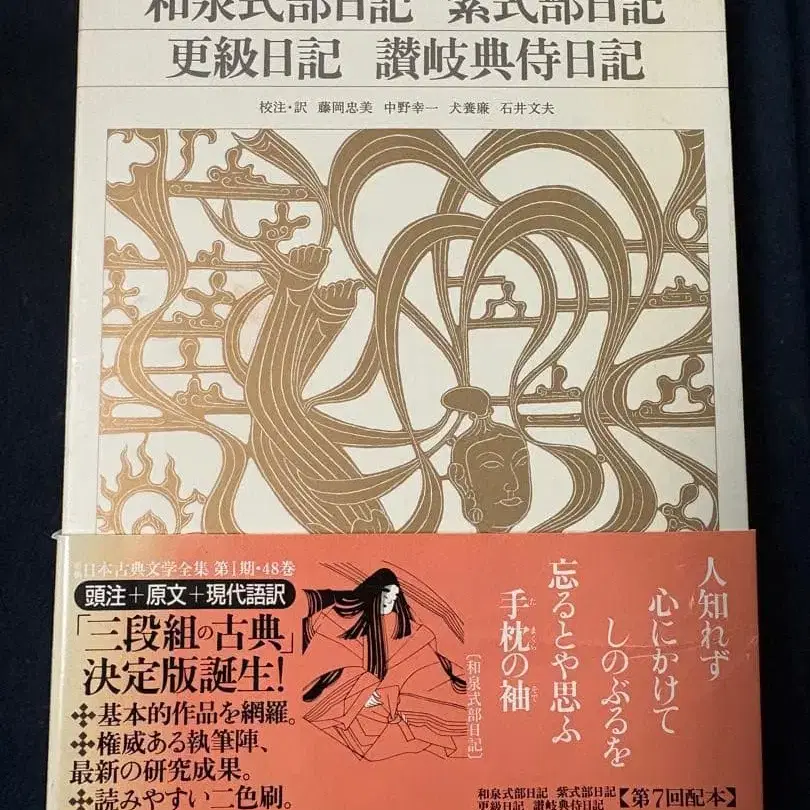 和泉式部日記 紫式部日記
更級日記 讃岐典侍日記
校注・訳 藤岡忠美 中野幸一 犬養廉 石井文夫
日本古典文学全集 第Ⅰ期・48巻
頭注+原文+現代語訳
「三段組の古典」
決定版誕生!
基本的作品を網羅。
権威ある執筆陣、
最新の研究成果。
読みやすい二色刷。
人知れず
心にかけて
しのぶるを
忘るとや思ふ
手枕の袖
た まくら そで
[和泉式部日記]
和泉式部日記 紫式部日記
更級日記 讃岐典侍日記
【第7回配本】